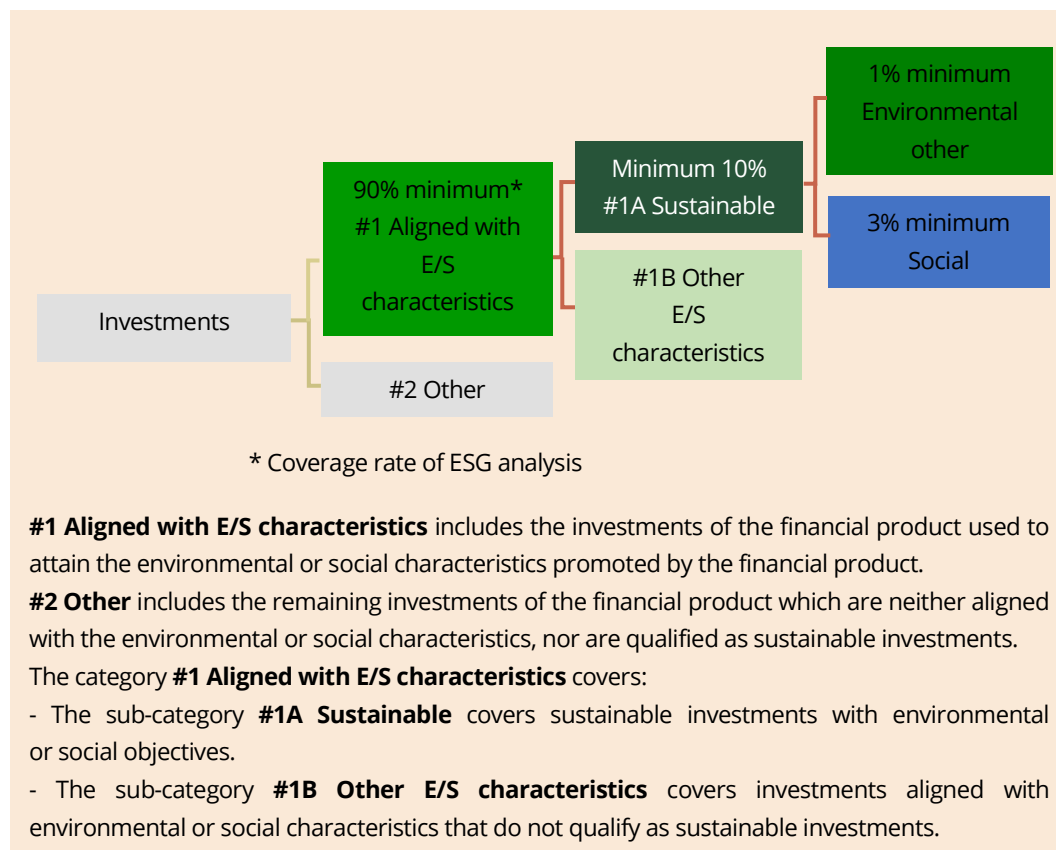 1% minimum
Environmental
other
Minimum 10%
#1A Sustainable
90% minimum*
#1 Aligned with
E/S
characteristics
3% minimum
Social
#1B Other
E/S
characteristics
Investments
#2 Other
* Coverage rate of ESG analysis
#1 Aligned with E/S characteristics includes the investments of the financial product used to
attain the environmental or social characteristics promoted by the financial product.
#2 Other includes the remaining investments of the financial product which are neither aligned
with the environmental or social characteristics, nor are qualified as sustainable investments.
The category #1 Aligned with E/S characteristics covers:
- The sub-category #1A Sustainable covers sustainable investments with environmental
or social objectives.
- The sub-category #1B Other E/S characteristics covers investments aligned with
environmental or social characteristics that do not qualify as sustainable investments.